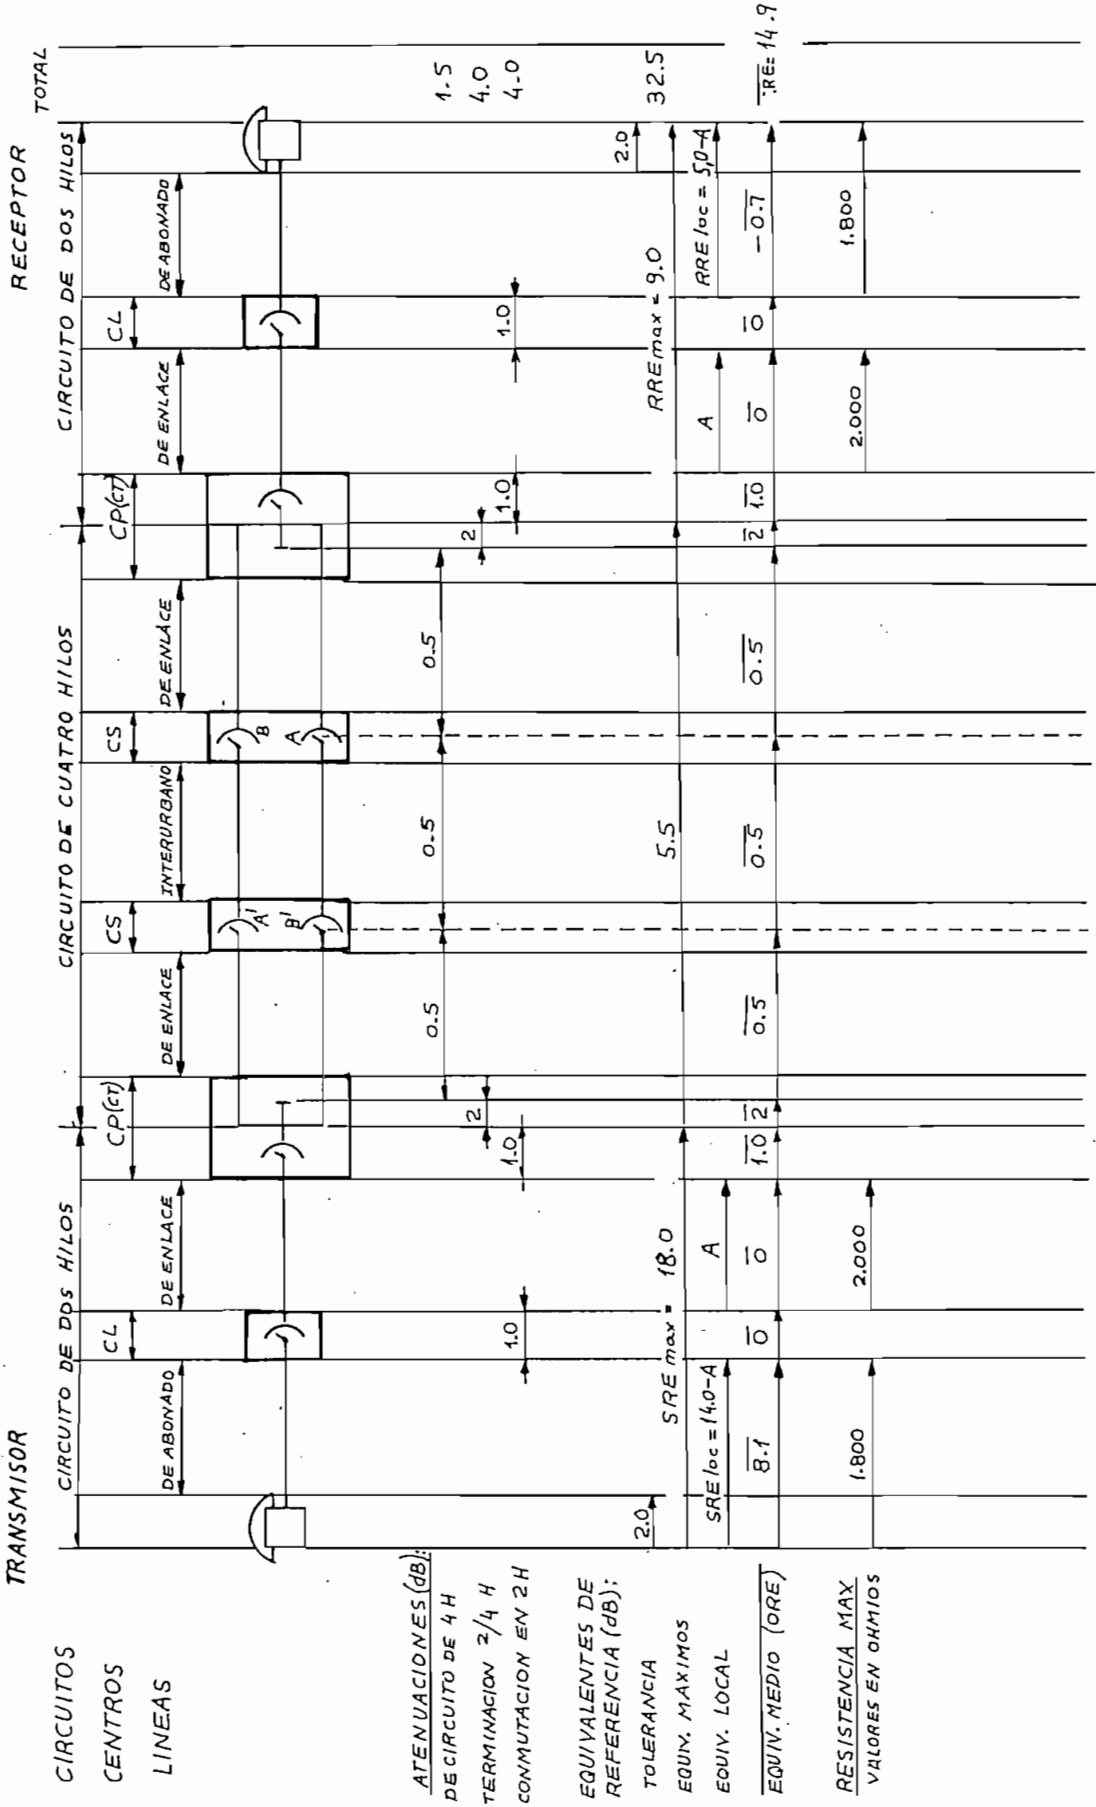 TRANSMISOR
RECEPTOR
CIRCUITOS
CIRCUITO DE DOS HILOS
CIRCUITO DE CUATRO HILOS
CIRCUITO DE DOS HILOS
TOTAL
CENTROS
CL
CP(CT)
CS
CS
CP(CT)
CL
LINEAS
DE ABONADO
DE ENLACE
DE ENLACE
INTERURBANO
DE ENLACE
DE ENLACE
DE ABONADO
A'
B
B'
A
ATENUACIONES (dB):
DE CIRCUITO DE 4H
0.5
0.5
0.5
1.5
TERMINACION 2/4 H
2
2
4.0
CONMUTACION EN 2H
1.0
1.0
1.0
1.0
4.0
EQUIVALENTES DE
REFERENCIA (dB):
TOLERANCIA
2.0
2.0
EQUIV. MAXIMOS
SRE max = 18.0
5.5
RRE max = 9.0
32.5
EQUIV. LOCAL
SRE loc = 14.0-A
A
A
RRE loc = 5,0-A
EQUIV. MEDIO (ORE)
8.1
0
0
1.0
2
0.5
0.5
0.5
2
1.0
0
0
-0.7
RE= 14.9
RESISTENCIA MAX
VALORES EN OHMIOS
1.800
2.000
2.000
1.800